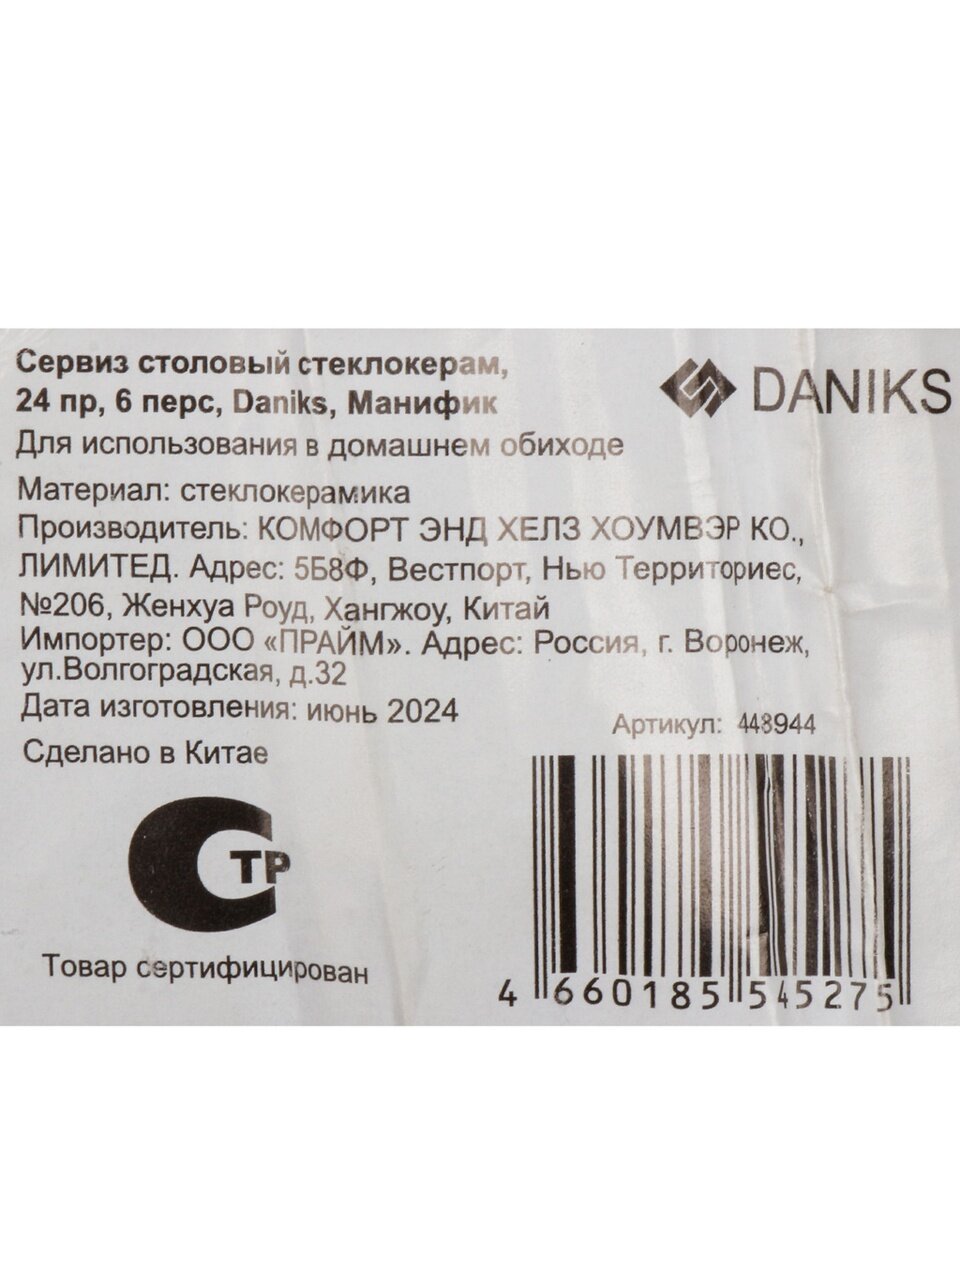 Сервиз столовый стеклокерам,
24 пр, 6 перс, Daniks, Манифик
DANIKS
Для использования в домашнем обиходе
Материал: стеклокерамика
Производитель: КОМФОРТ ЭНД ХЕЛЗ ХОУМВЭР КО.,
ЛИМИТЕД. Адрес: 5Б8Ф, Вестпорт, Нью Территориес,
№206, Женхуа Роуд, Хангжоу, Китай
Импортер: ООО «ПРАЙМ». Адрес: Россия, г. Воронеж,
ул.Волгоградская, д.32
Дата изготовления: июнь 2024
Артикул: 448944
Сделано в Китае
ТР
Товар сертифицирован
4 660185 545275